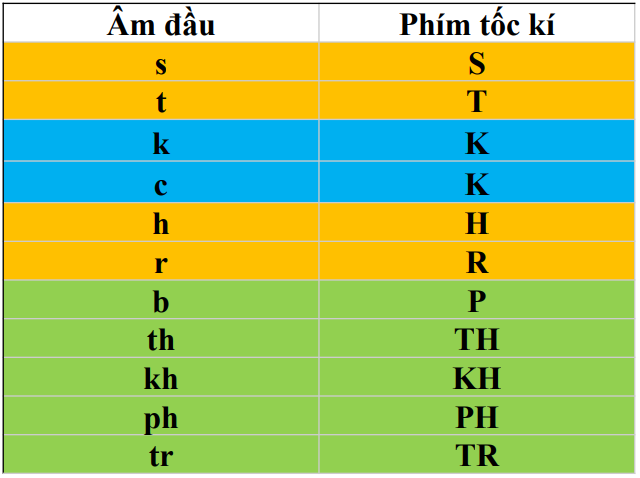 Âm đầu Phím tốc kí
s S
t T
k K
c K
h H
r R
b P
th TH
kh KH
ph PH
tr TR